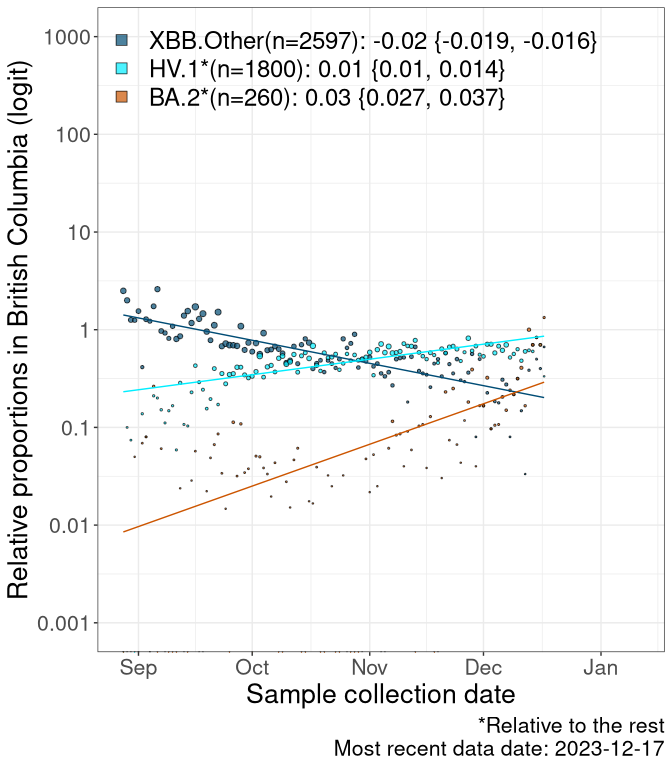 XBB.Other(n=2597): -0.02 {-0.019, -0.016}
HV.1*(n=1800): 0.01 {0.01, 0.014}
BA.2*(n=260): 0.03 {0.027, 0.037}
Relative proportions in British Columbia (logit)
1000
100
10
1
0.1
0.01
0.001
Sep Oct Nov Dec Jan
Sample collection date
*Relative to the rest
Most recent data date: 2023-12-17